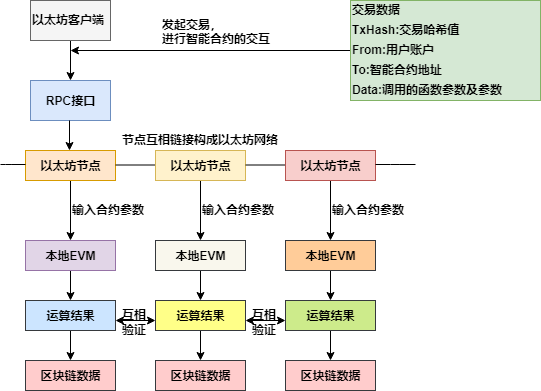 以太坊客户端
发起交易,
进行智能合约的交互
交易数据
TxHash:交易哈希值
From:用户账户
To:智能合约地址
Data:调用的函数参数及参数
RPC接口
节点互相链接构成以太坊网络
以太坊节点
以太坊节点
以太坊节点
输入合约参数
输入合约参数
输入合约参数
本地EVM
本地EVM
本地EVM
运算结果
互相
验证
运算结果
互相
验证
运算结果
区块链数据
区块链数据
区块链数据